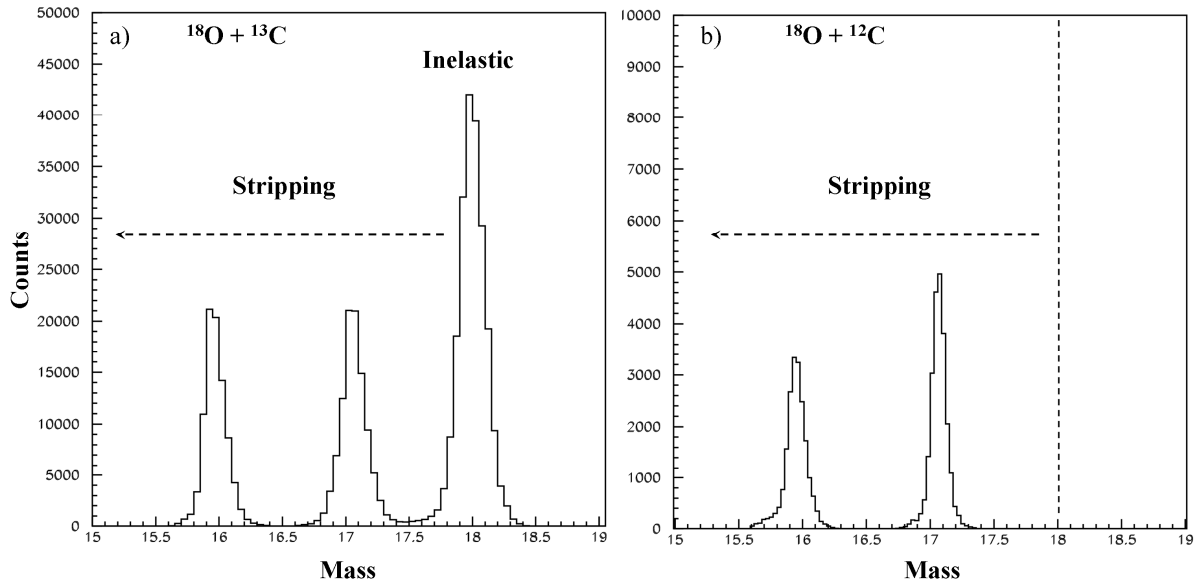 a)
¹⁸O + ¹³C
Inelastic
Stripping
Counts
50000
45000
40000
35000
30000
25000
20000
15000
10000
5000
0
15 15.5 16 16.5 17 17.5 18 18.5 19
Mass
b)
¹⁸O + ¹²C
Stripping
10000
9000
8000
7000
6000
5000
4000
3000
2000
1000
0
15 15.5 16 16.5 17 17.5 18 18.5 19
Mass